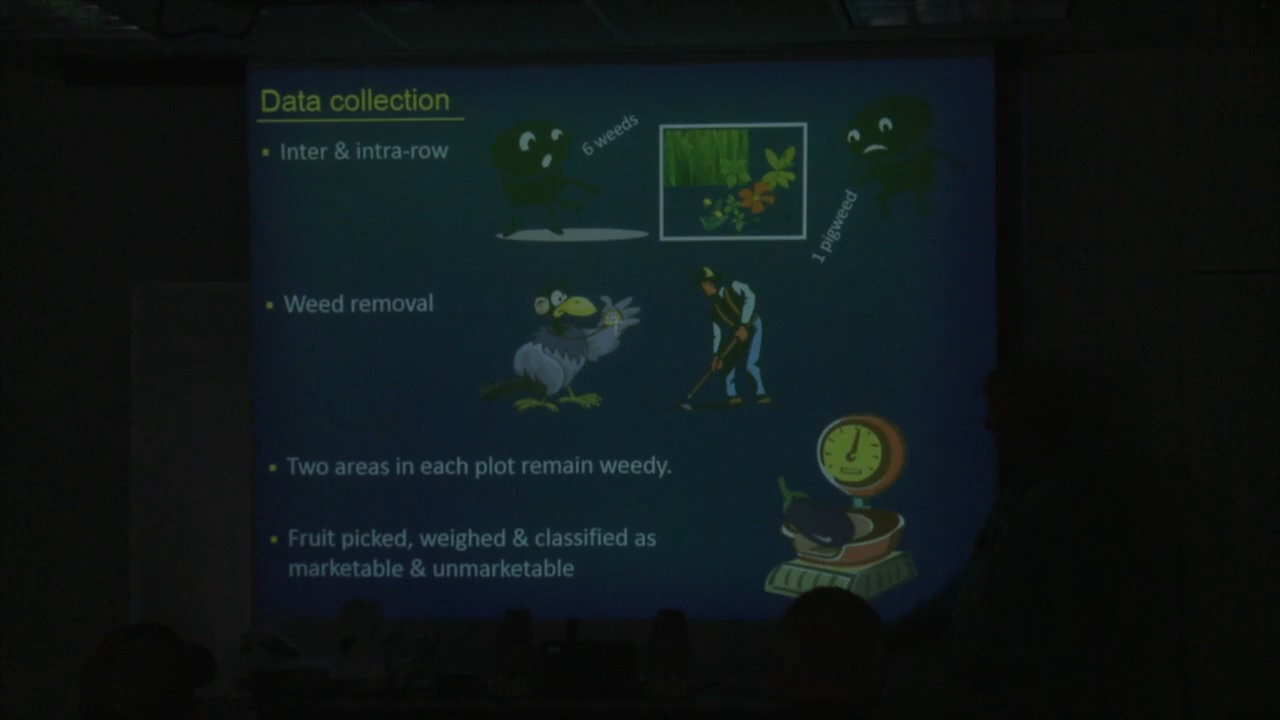 Data collection
Inter & intra-row
6 weeds
1 pigweed
Weed removal
Two areas in each plot remain weedy.
Fruit picked, weighed & classified as
marketable & unmarketable